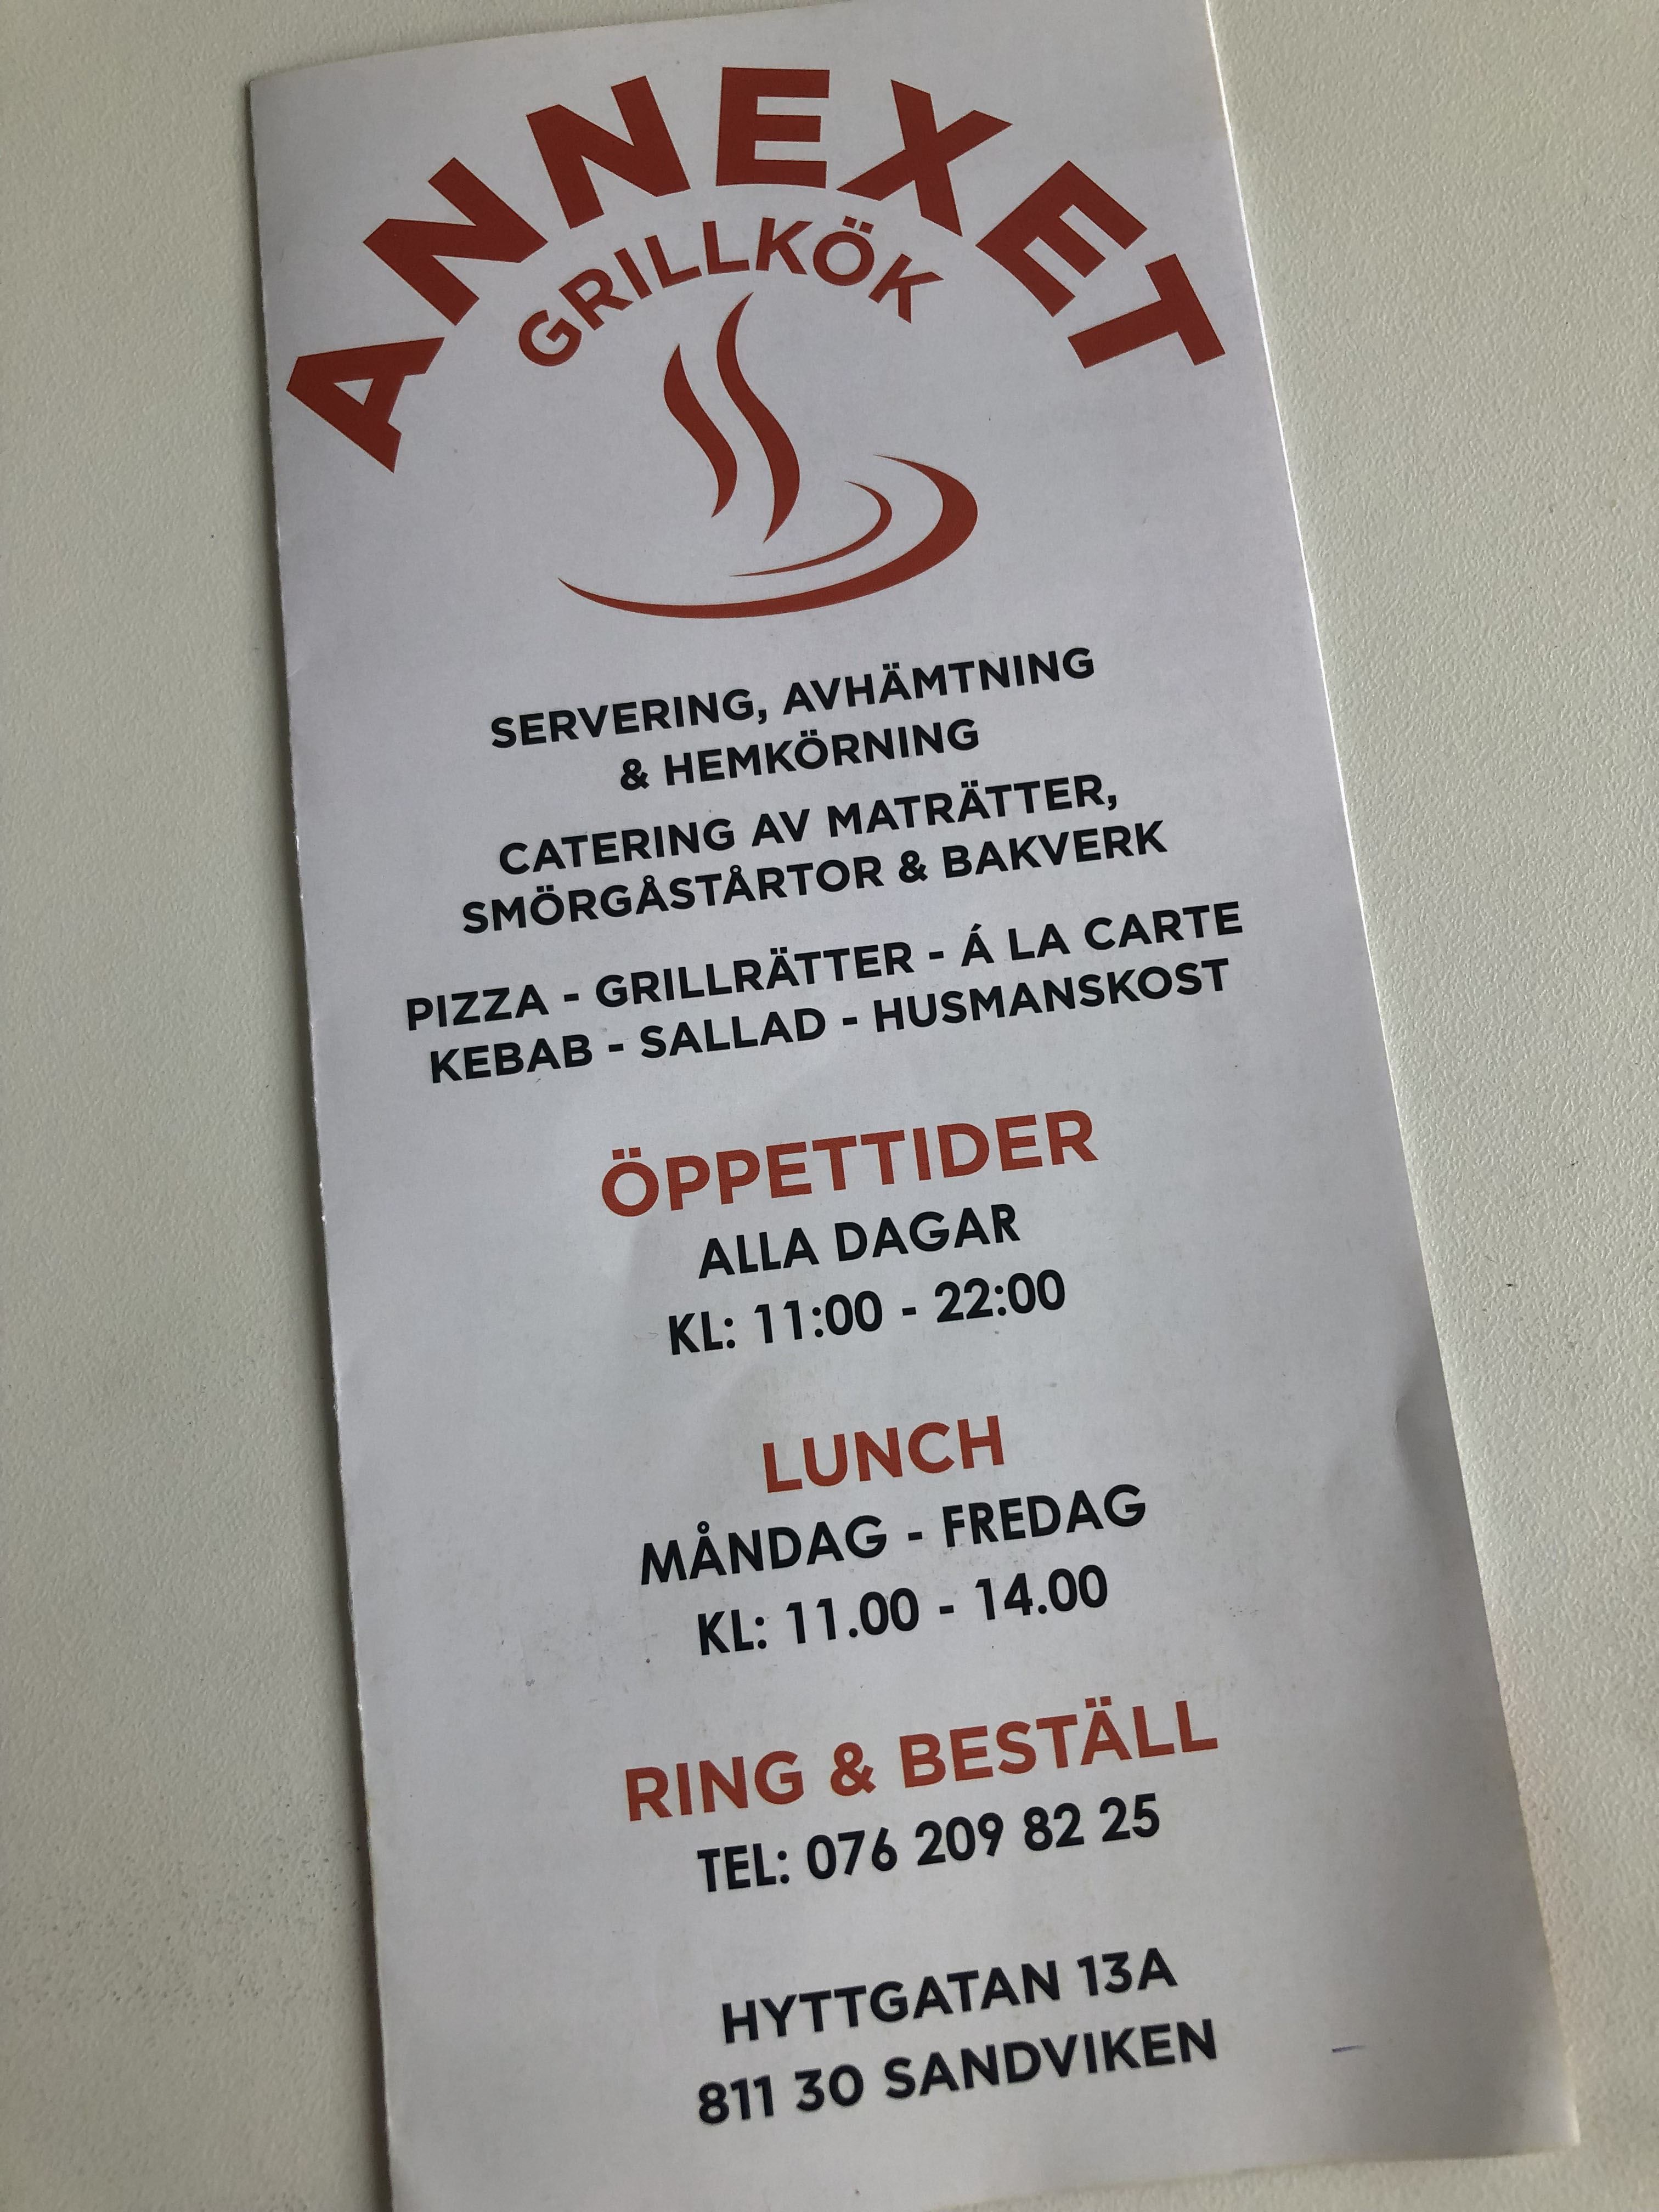 ANNEXET
GRILLKÖK
SERVERING, AVHÄMTNING
& HEMKÖRNING
CATERING AV MATRÄTTER,
SMÖRGÅSTÅRTOR & BAKVERK
PIZZA - GRILLRÄTTER - Á LA CARTE
KEBAB - SALLAD - HUSMANSKOST
ÖPPETTIDER
ALLA DAGAR
KL: 11:00 - 22:00
LUNCH
MÅNDAG - FREDAG
KL: 11.00 - 14.00
RING & BESTÄLL
TEL: 076 209 82 25
HYTTGATAN 13A
811 30 SANDVIKEN